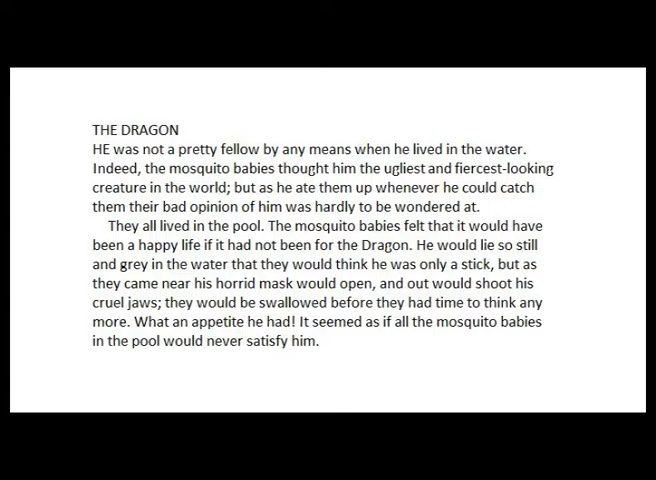 THE DRAGON
HE was not a pretty fellow by any means when he lived in the water.
Indeed, the mosquito babies thought him the ugliest and fiercest-looking
creature in the world; but as he ate them up whenever he could catch
them their bad opinion of him was hardly to be wondered at.
They all lived in the pool. The mosquito babies felt that it would have
been a happy life if it had not been for the Dragon. He would lie so still
and grey in the water that they would think he was only a stick, but as
they came near his horrid mask would open, and out would shoot his
cruel jaws; they would be swallowed before they had time to think any
more. What an appetite he had! It seemed as if all the mosquito babies
in the pool would never satisfy him.